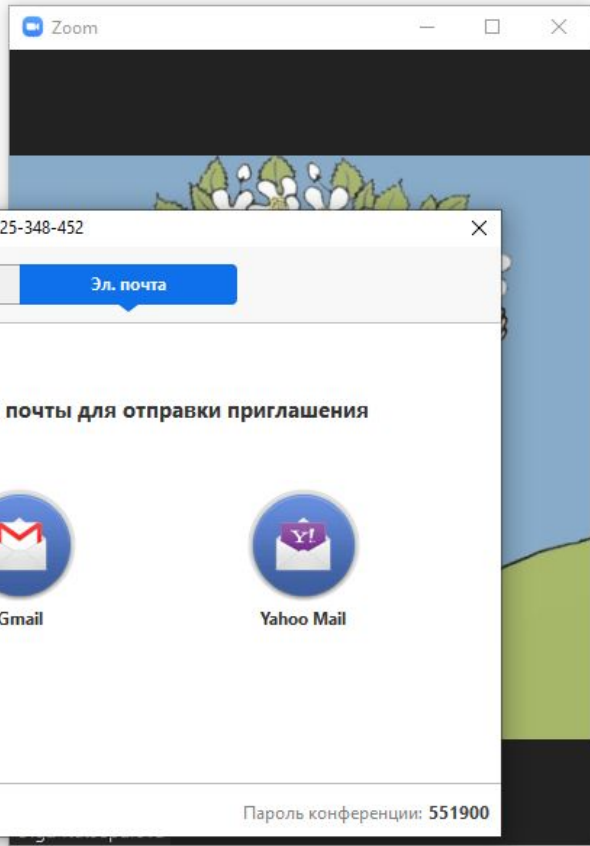 Zoom
25-348-452
Эл. почта
почты для отправки приглашения
Y!
Gmail
Yahoo Mail
Пароль конференции: 551900